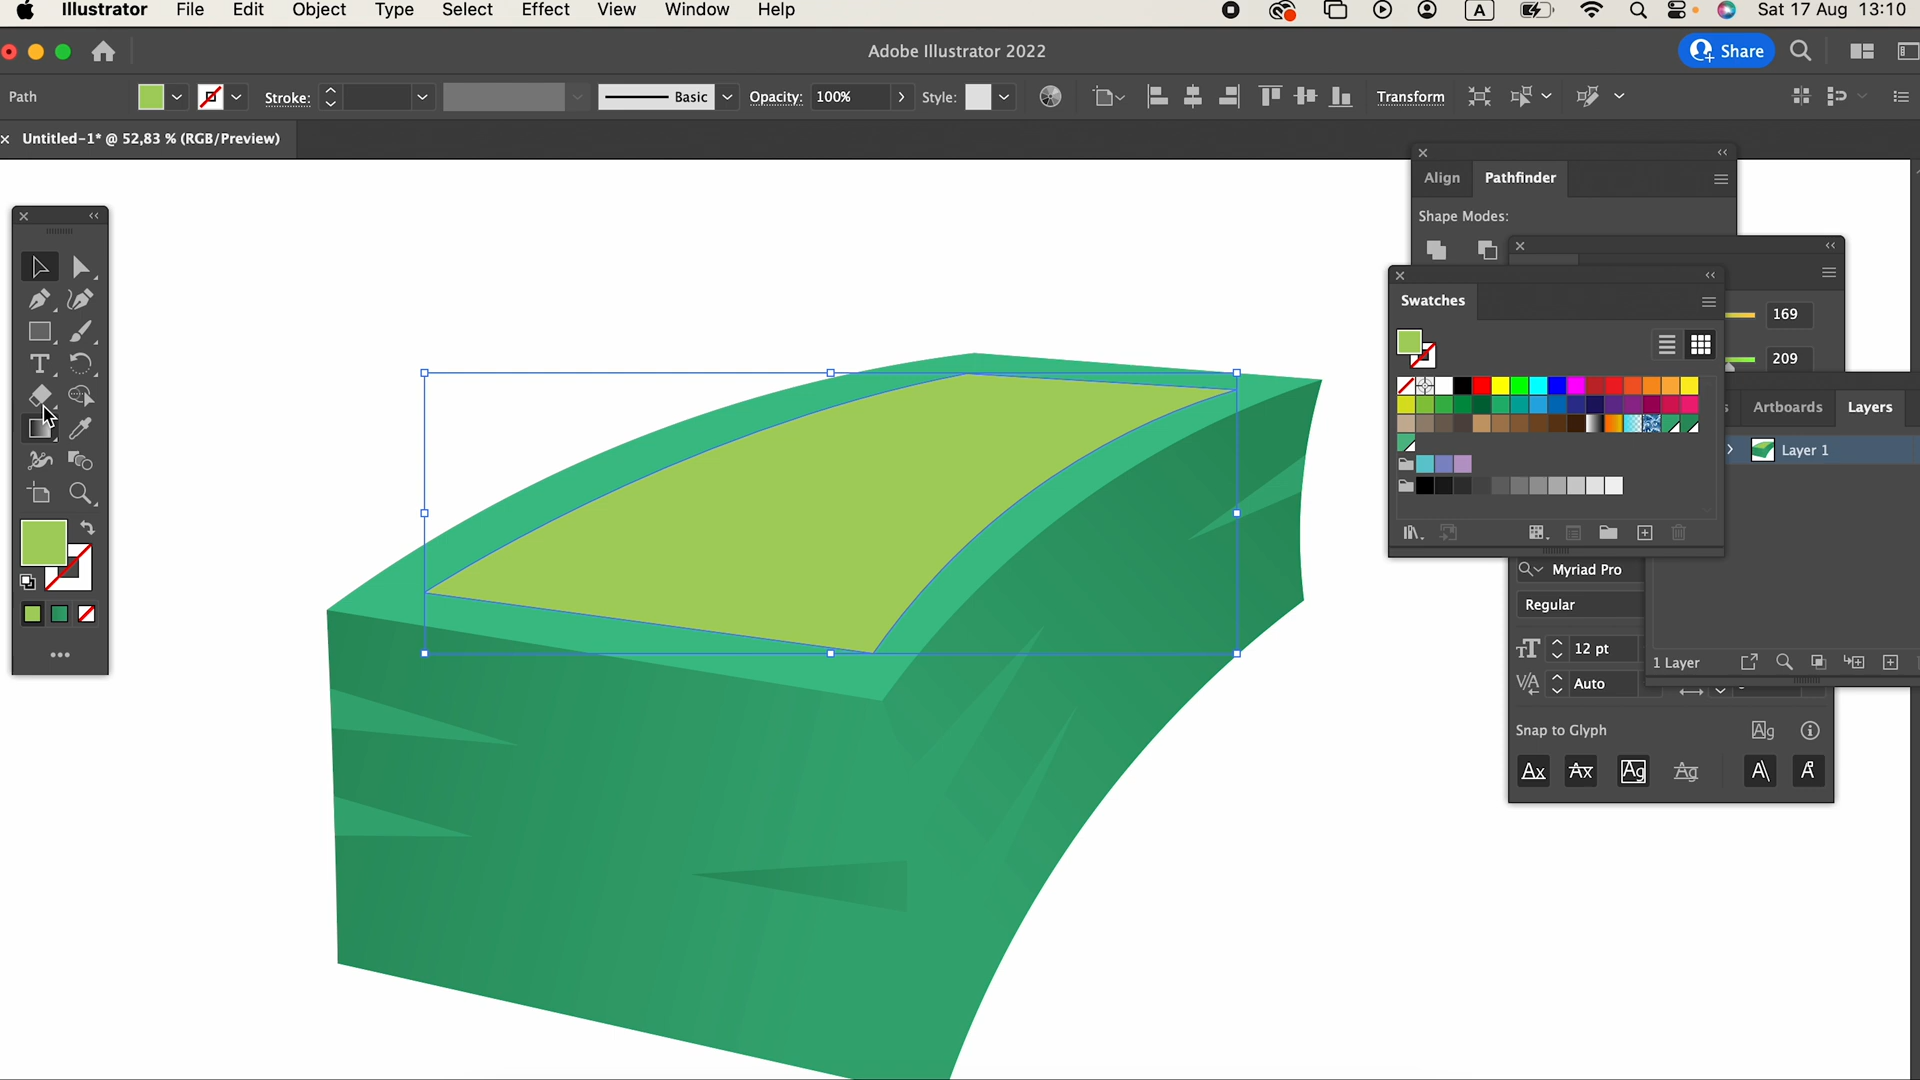 Illustrator File Edit Object Type Select Effect View Window Help A Sat 17 Aug 13:10
Adobe Illustrator 2022
Share
Path Stroke: Basic Opacity: 100% Style: Transform
Untitled-1* @ 52,83 % (RGB/Preview)
Align Pathfinder
Shape Modes:
Swatches
169
209
Artboards Layers
Layer 1
Myriad Pro
Regular
12 pt
1 Layer
Auto
Snap to Glyph